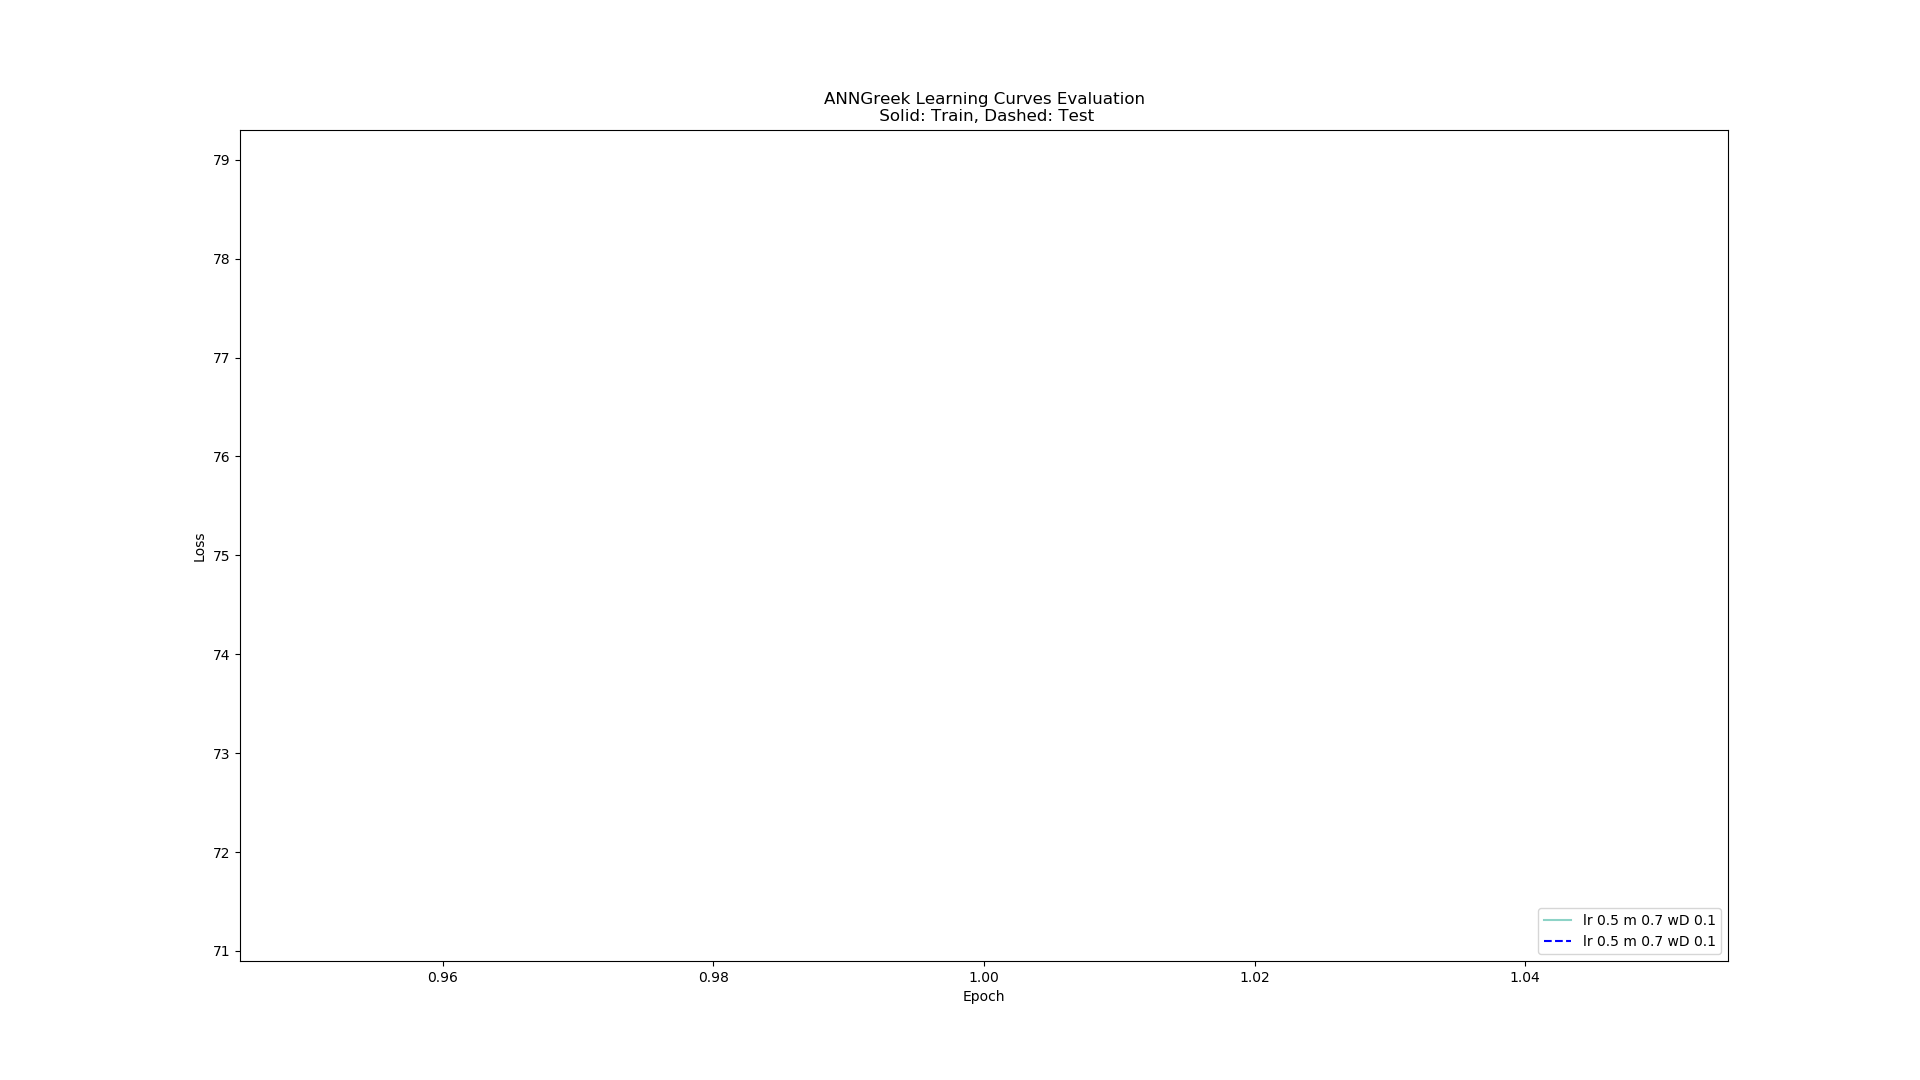 ANNGreek Learning Curves Evaluation
Solid: Train, Dashed: Test
79
78
77
76
75
74
73
72
71
Loss
0.96 0.98 1.00 1.02 1.04
Epoch
lr 0.5 m 0.7 wD 0.1
lr 0.5 m 0.7 wD 0.1